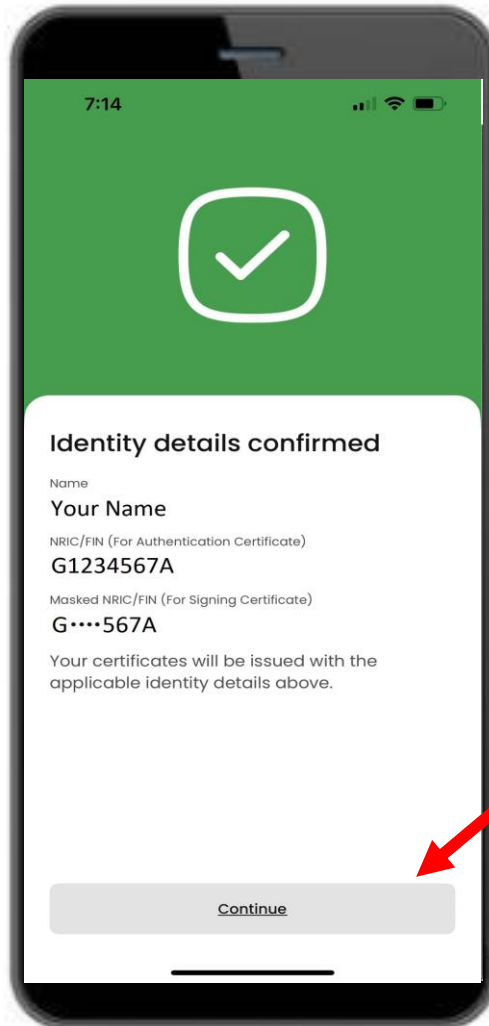 7:14
Identity details confirmed
Name
Your Name
NRIC/FIN (For Authentication Certificate)
G1234567A
Masked NRIC/FIN (For Signing Certificate)
G····567A
Your certificates will be issued with the
applicable identity details above.
Continue